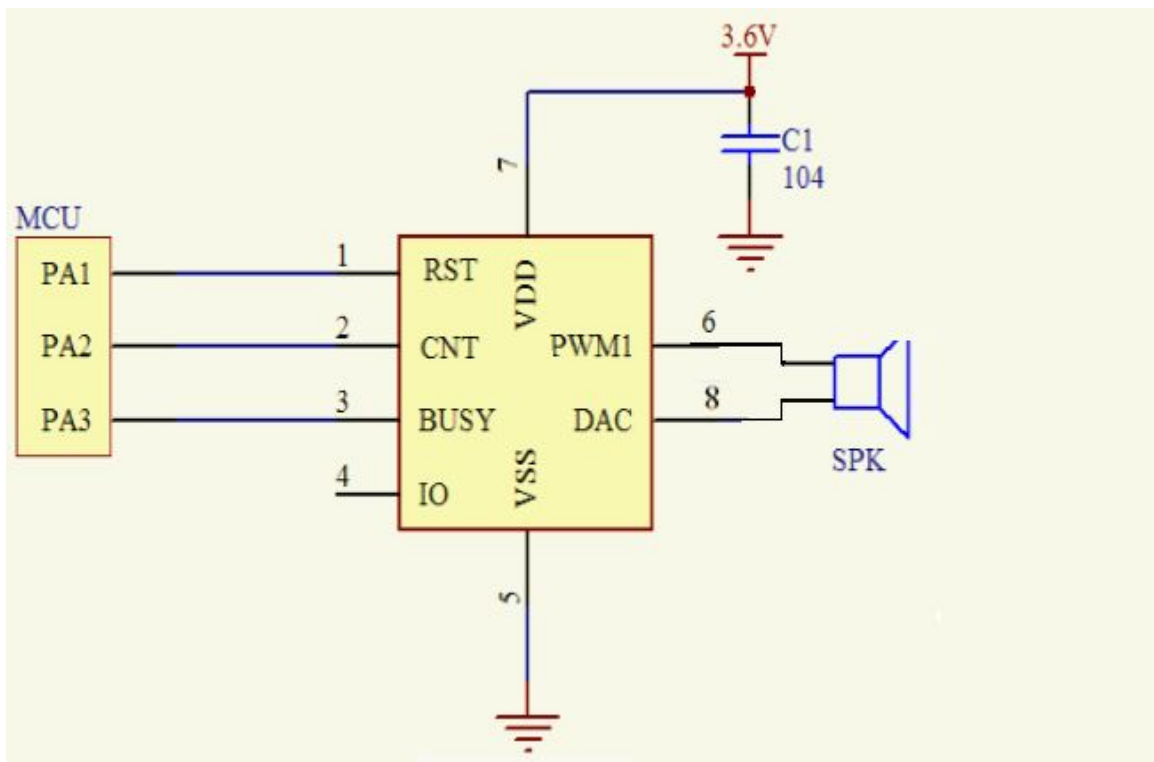 3.6V
C1
104
7
MCU
PA1
PA2
PA3
1
2
3
4
RST
CNT
BUSY
IO
VDD
VSS
PWM1
DAC
6
8
SPK
5